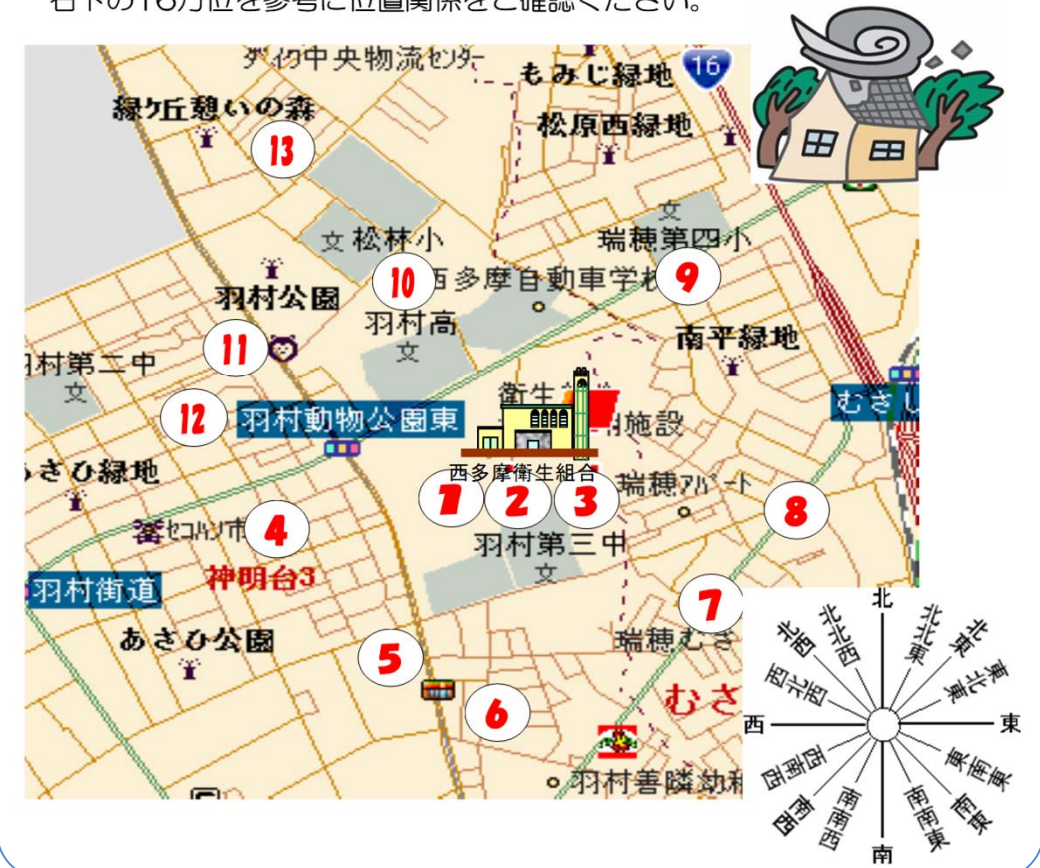 右下の16方位を参考に位置関係をご確認ください。
ダイワ中央物流センター
もみじ緑地
16
緑ケ丘憩いの森
松原西緑地
13
文
文 松林小
瑞穂第四小
10
西多摩自動車学校
9
羽村公園
羽村高
文
南平緑地
11
羽村第二中
文
衛生
むさし
12
羽村動物公園東
用施設
あさひ緑地
西多摩衛生組合
瑞穂アパート
1
2
3
8
4
羽村第三中
文
神明台3
羽村街道
7
あさひ公園
瑞穂むさ
5
むさ
6
羽村善隣幼稚
北
北北西
北北東
北西
北東
西北西
東北東
西
東
西南西
東南東
南西
南東
南南西
南南東
南